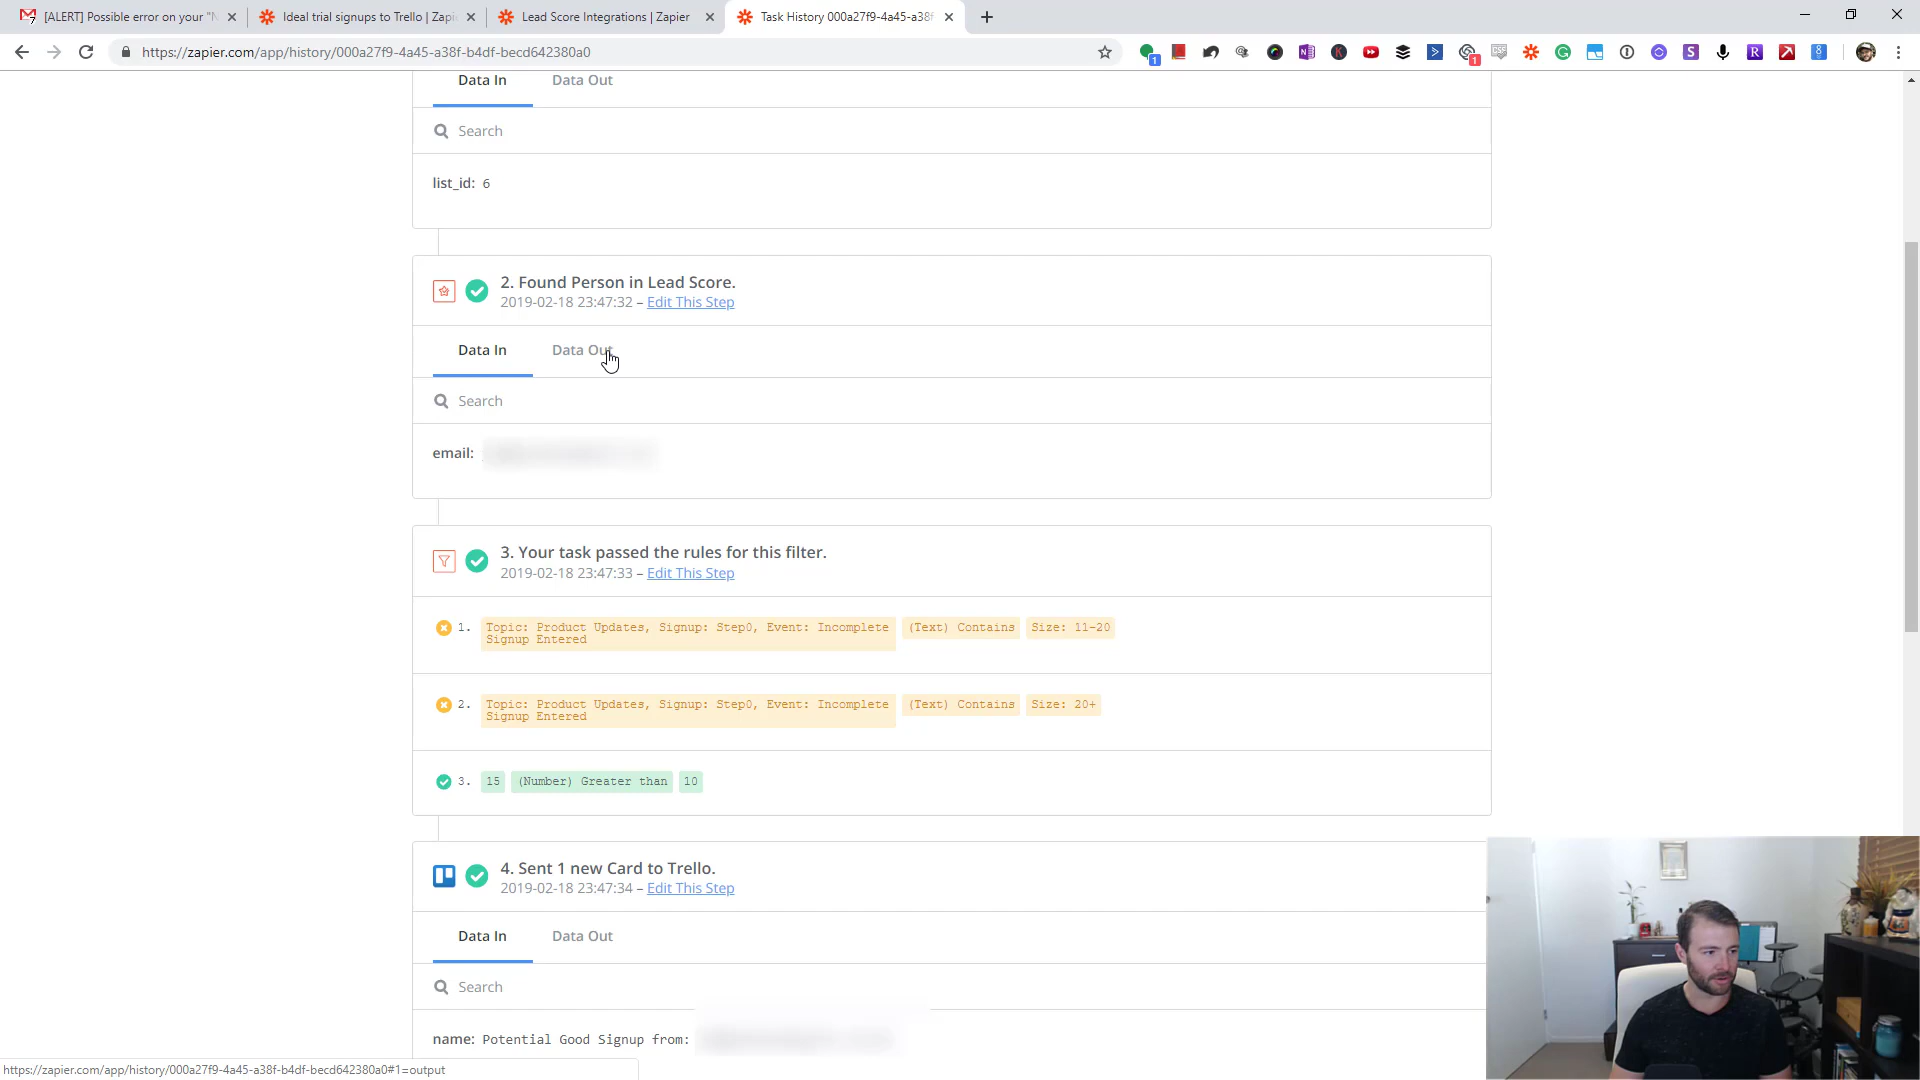 [ALERT] Possible error on your "N
Ideal trial signups to Trello | Zapie
Lead Score Integrations | Zapier
Task History 000a27f9-4a45-a38f
https://zapier.com/app/history/000a27f9-4a45-a38f-b4df-becd642380a0
Data In Data Out
Search
list_id: 6
2. Found Person in Lead Score.
2019-02-18 23:47:32 – Edit This Step
Data In Data Out
Search
email:
3. Your task passed the rules for this filter.
2019-02-18 23:47:33 – Edit This Step
1. Topic: Product Updates, Signup: Step0, Event: Incomplete (Text) Contains Size: 11-20
Signup Entered
2. Topic: Product Updates, Signup: Step0, Event: Incomplete (Text) Contains Size: 20+
Signup Entered
3. 15 (Number) Greater than 10
4. Sent 1 new Card to Trello.
2019-02-18 23:47:34 – Edit This Step
Data In Data Out
Search
name: Potential Good Signup from:
https://zapier.com/app/history/000a27f9-4a45-a38f-b4df-becd642380a0#1=output